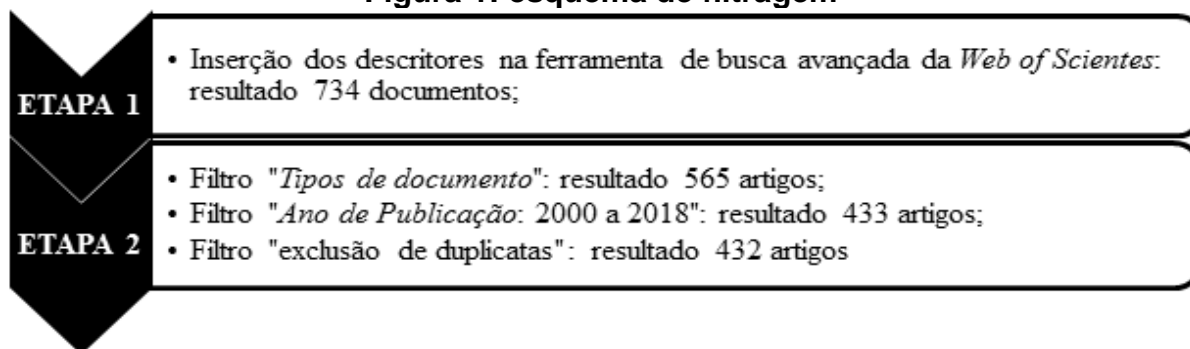 Figura 1: esquema de filtragem
ETAPA 1
• Inserção dos descritores na ferramenta de busca avançada da Web of Scientes:
resultado 734 documentos;
ETAPA 2
• Filtro "Tipos de documento": resultado 565 artigos;
• Filtro "Ano de Publicação: 2000 a 2018": resultado 433 artigos;
• Filtro "exclusão de duplicatas": resultado 432 artigos